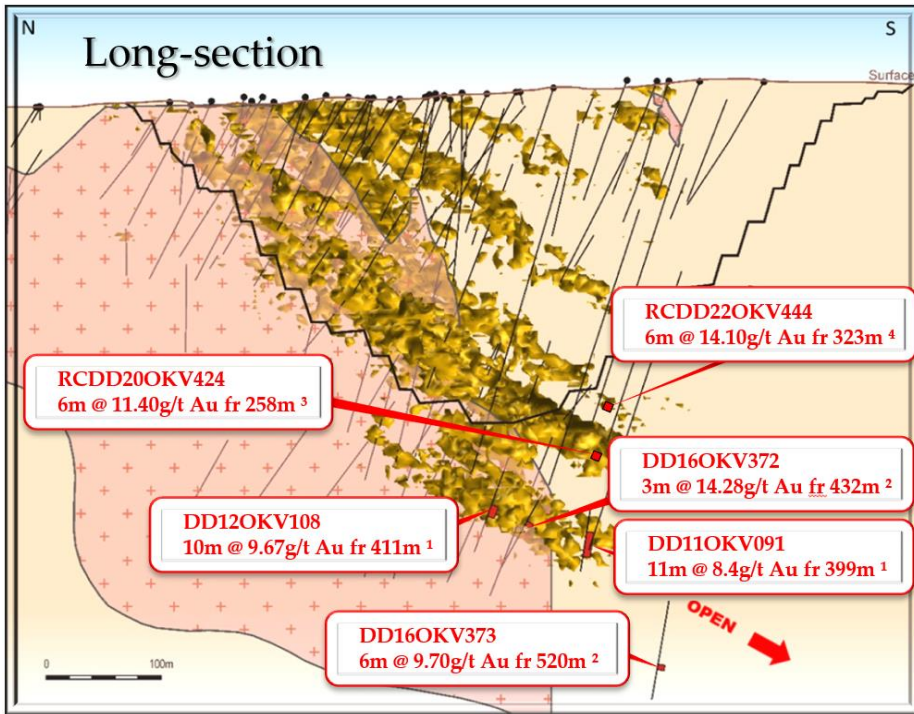 N
S
Long-section
Surface
RCDD22OKV444
6m @ 14.10g/t Au fr 323m ⁴
RCDD20OKV424
6m @ 11.40g/t Au fr 258m ³
DD16OKV372
3m @ 14.28g/t Au fr 432m ²
DD12OKV108
10m @ 9.67g/t Au fr 411m ¹
DD11OKV091
11m @ 8.4g/t Au fr 399m ¹
OPEN
DD16OKV373
6m @ 9.70g/t Au fr 520m ²
0 100m